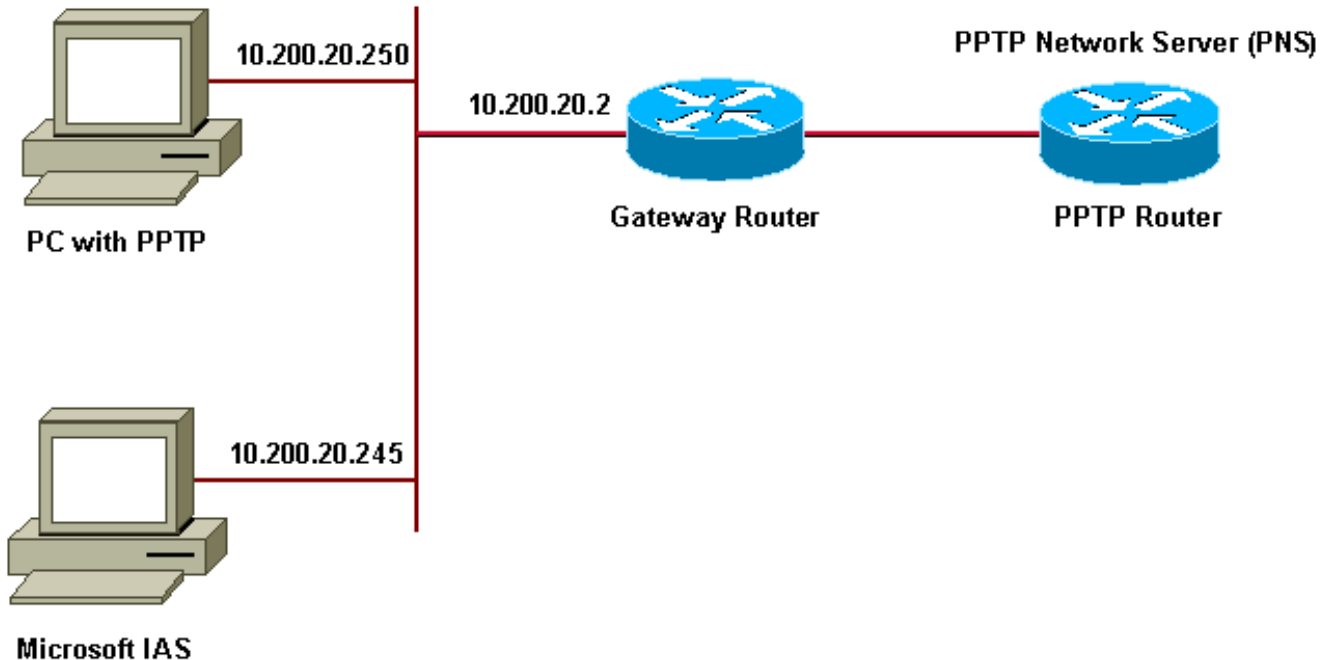 10.200.20.250
PPTP Network Server (PNS)
10.200.20.2
Gateway Router
PPTP Router
PC with PPTP
10.200.20.245
Microsoft IAS